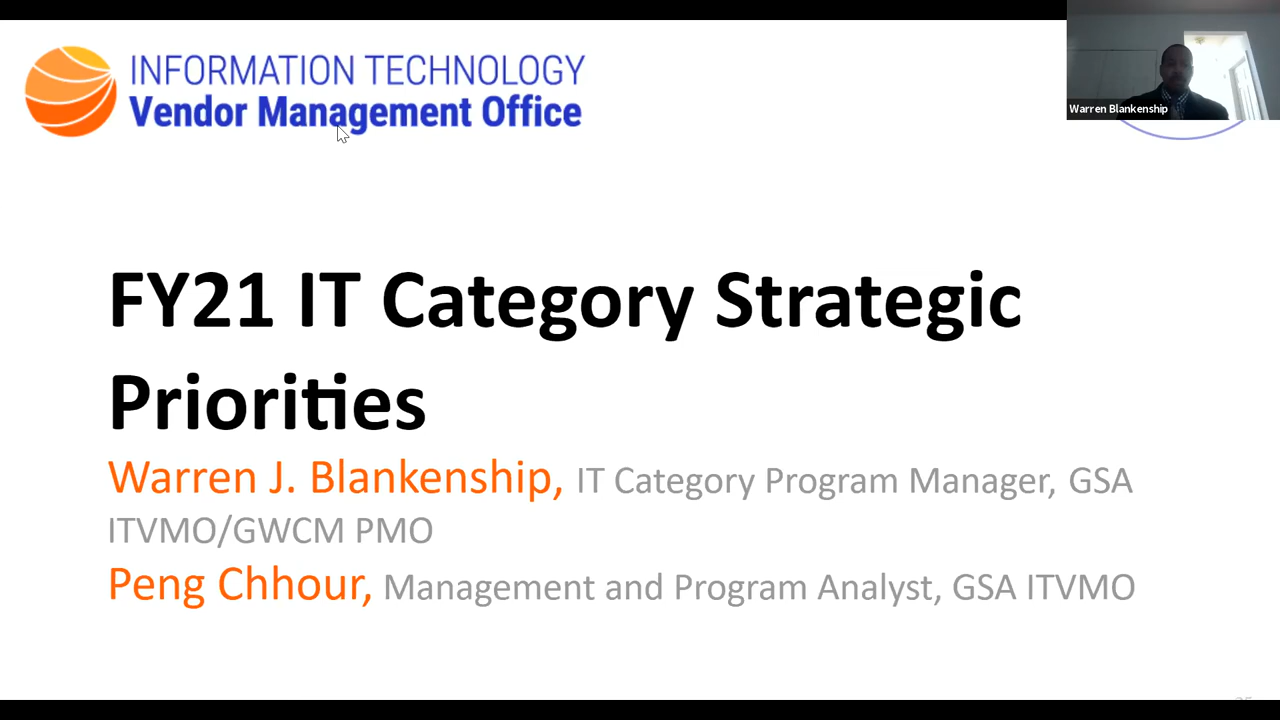 INFORMATION TECHNOLOGY
Vendor Management Office
Warren Blankenship
FY21 IT Category Strategic
Priorities
Warren J. Blankenship, IT Category Program Manager, GSA
ITVMO/GWCM PMO
Peng Chhour, Management and Program Analyst, GSA ITVMO